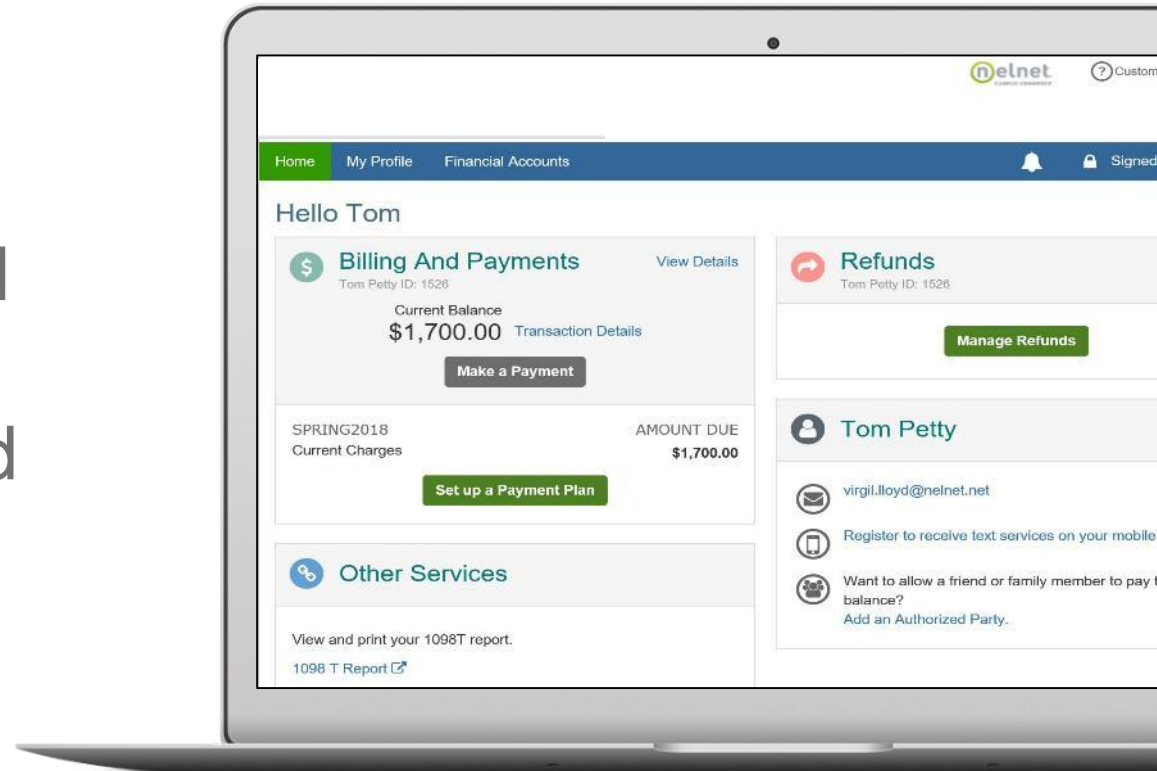 nelnet
CAMPUS COMMERCE
Custom
Home My Profile Financial Accounts Signed
Hello Tom
Billing And Payments View Details
Tom Petty ID: 1526
Current Balance
$1,700.00 Transaction Details
Make a Payment
SPRING2018 AMOUNT DUE
Current Charges $1,700.00
Set up a Payment Plan
Other Services
View and print your 1098T report.
1098 T Report
Refunds
Tom Petty ID: 1526
Manage Refunds
Tom Petty
virgil.lloyd@nelnet.net
Register to receive text services on your mobile
Want to allow a friend or family member to pay t
balance?
Add an Authorized Party.